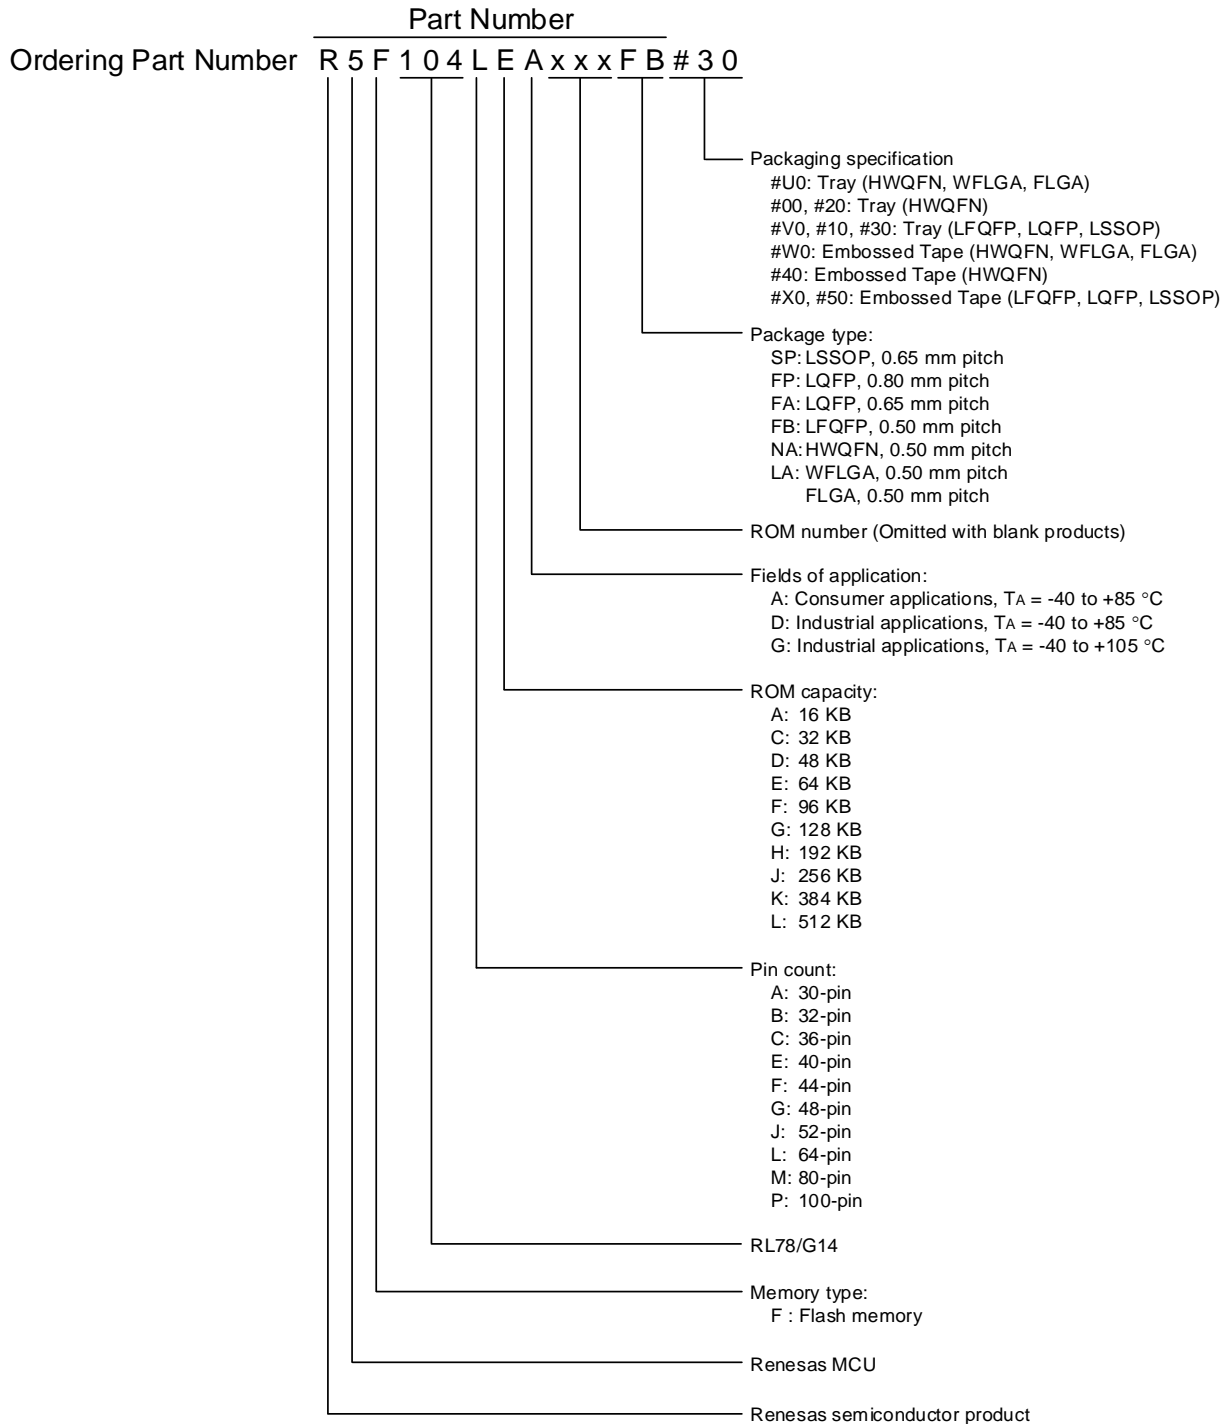 Part Number
Ordering Part Number R 5 F 1 0 4 L E A x x x F B # 3 0
Packaging specification
#U0: Tray (HWQFN, WFLGA, FLGA)
#00, #20: Tray (HWQFN)
#V0, #10, #30: Tray (LFQFP, LQFP, LSSOP)
#W0: Embossed Tape (HWQFN, WFLGA, FLGA)
#40: Embossed Tape (HWQFN)
#X0, #50: Embossed Tape (LFQFP, LQFP, LSSOP)
Package type:
SP: LSSOP, 0.65 mm pitch
FP: LQFP, 0.80 mm pitch
FA: LQFP, 0.65 mm pitch
FB: LFQFP, 0.50 mm pitch
NA: HWQFN, 0.50 mm pitch
LA: WFLGA, 0.50 mm pitch
FLGA, 0.50 mm pitch
ROM number (Omitted with blank products)
Fields of application:
A: Consumer applications, TA = -40 to +85 °C
D: Industrial applications, TA = -40 to +85 °C
G: Industrial applications, TA = -40 to +105 °C
ROM capacity:
A: 16 KB
C: 32 KB
D: 48 KB
E: 64 KB
F: 96 KB
G: 128 KB
H: 192 KB
J: 256 KB
K: 384 KB
L: 512 KB
Pin count:
A: 30-pin
B: 32-pin
C: 36-pin
E: 40-pin
F: 44-pin
G: 48-pin
J: 52-pin
L: 64-pin
M: 80-pin
P: 100-pin
RL78/G14
Memory type:
F : Flash memory
Renesas MCU
Renesas semiconductor product